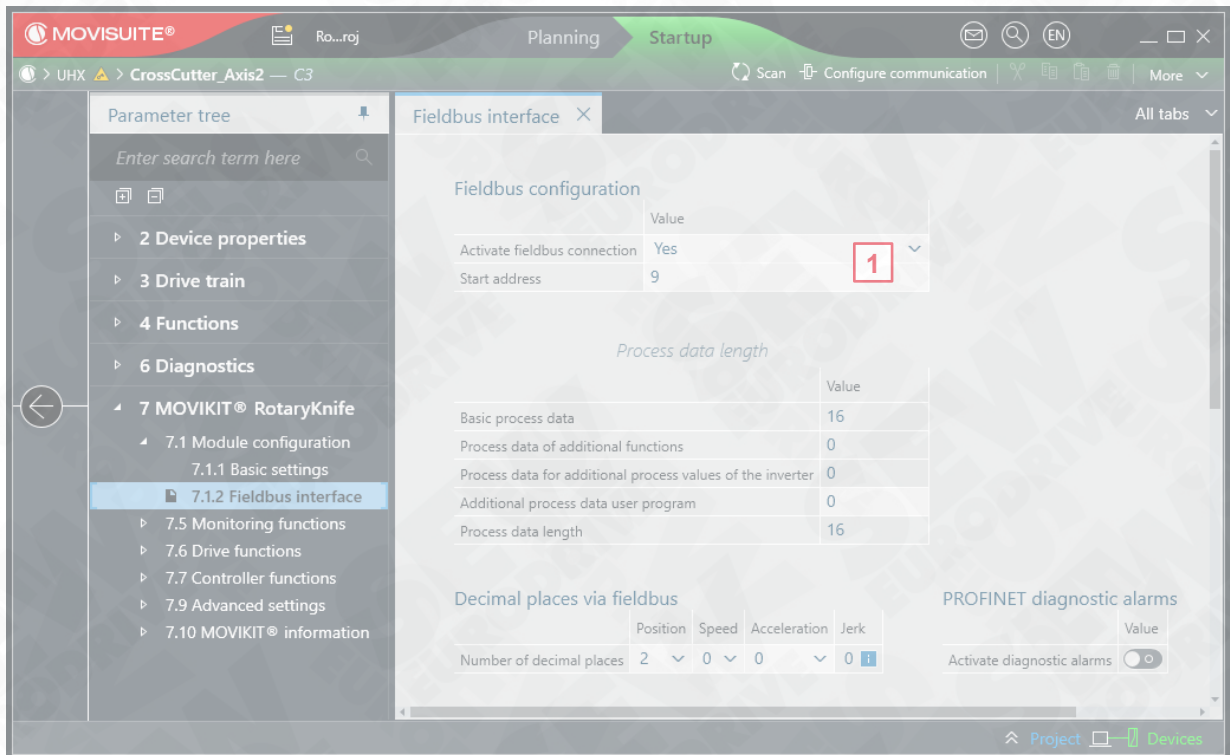 MOVISUITE®
Ro...roj
Planning
Startup
EN
UHX > CrossCutter_Axis2 — C3
Scan
Configure communication
More
Parameter tree
Fieldbus interface
All tabs
Enter search term here
2 Device properties
3 Drive train
4 Functions
6 Diagnostics
7 MOVIKIT® RotaryKnife
7.1 Module configuration
7.1.1 Basic settings
7.1.2 Fieldbus interface
7.5 Monitoring functions
7.6 Drive functions
7.7 Controller functions
7.9 Advanced settings
7.10 MOVIKIT® information
Fieldbus configuration
Value
Activate fieldbus connection Yes
Start address 9
1
Process data length
Value
Basic process data 16
Process data of additional functions 0
Process data for additional process values of the inverter 0
Additional process data user program 0
Process data length 16
Decimal places via fieldbus
Position Speed Acceleration Jerk
Number of decimal places 2 0 0 0
PROFINET diagnostic alarms
Value
Activate diagnostic alarms
Project
Devices